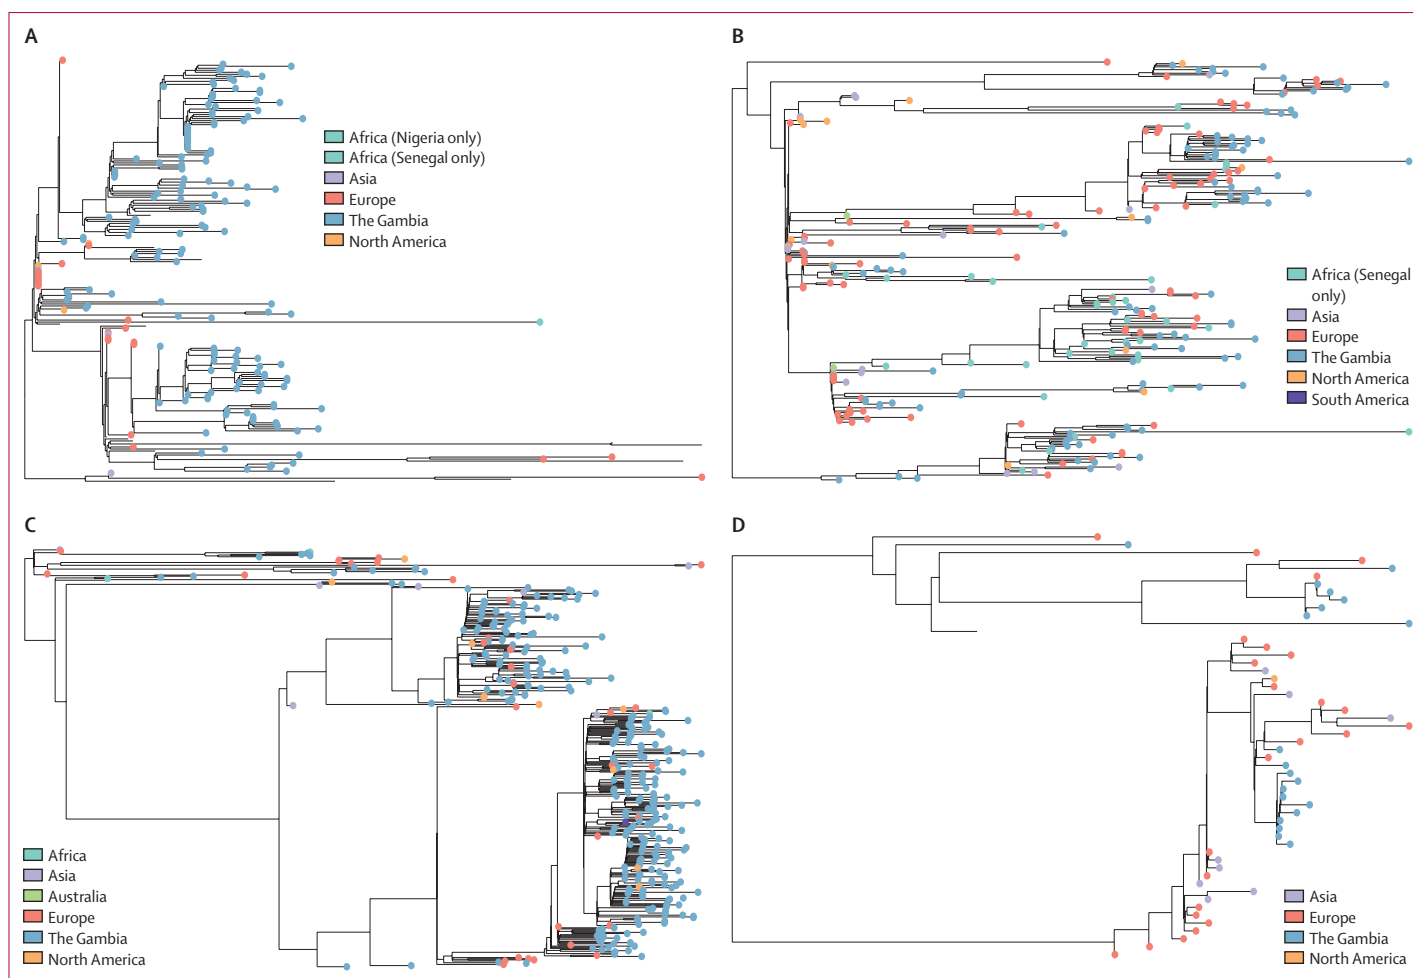 A
Africa (Nigeria only)
Africa (Senegal only)
Asia
Europe
The Gambia
North America
B
Africa (Senegal
only)
Asia
Europe
The Gambia
North America
South America
C
Africa
Asia
Australia
Europe
The Gambia
North America
D
Asia
Europe
The Gambia
North America